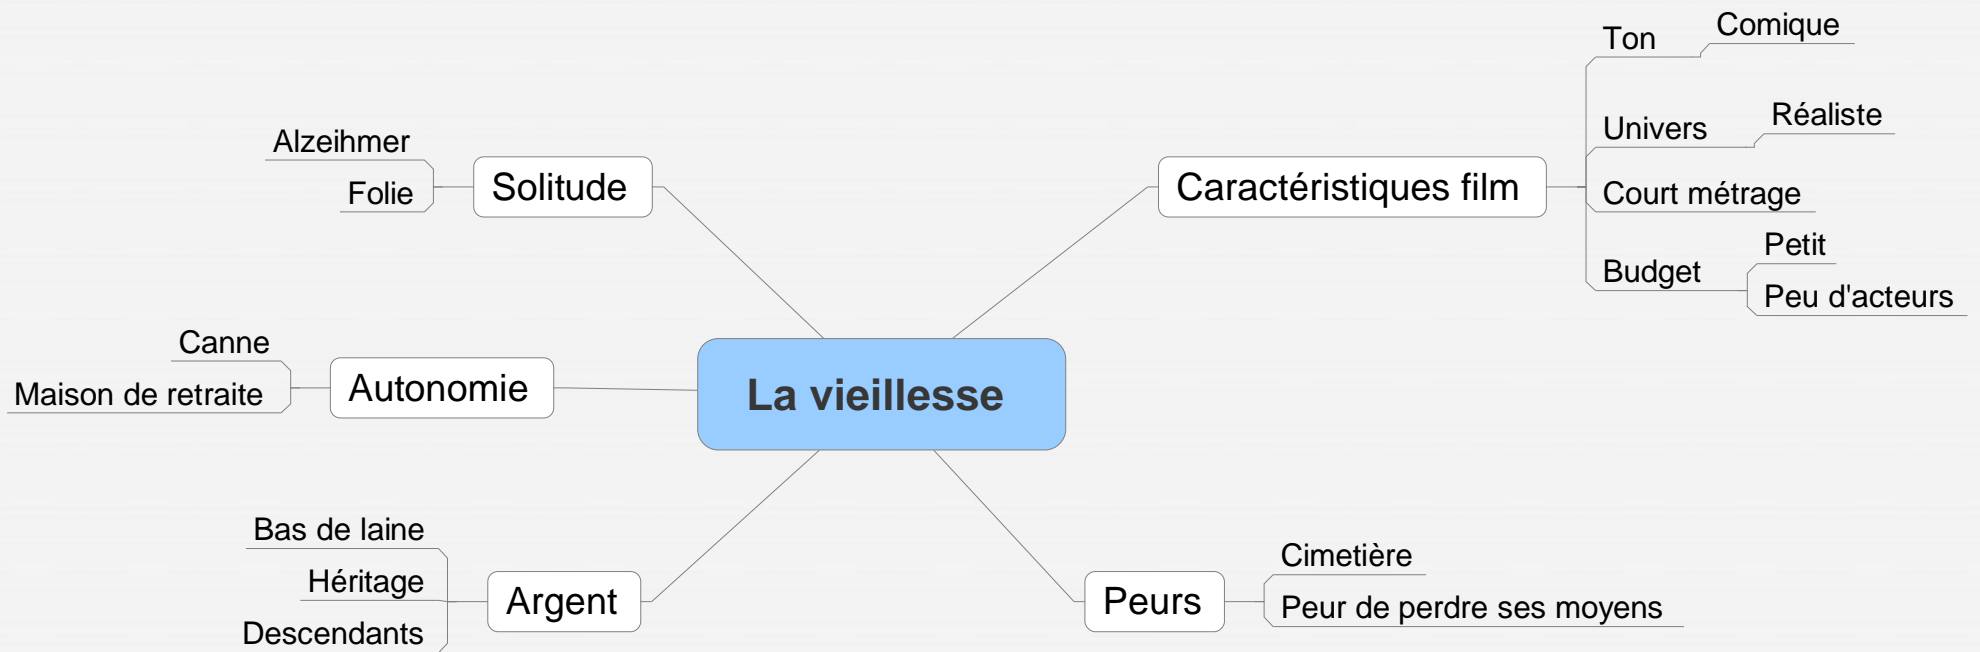 La vieillesse
Solitude
Alzeihmer
Folie
Autonomie
Canne
Maison de retraite
Argent
Bas de laine
Héritage
Descendants
Caractéristiques film
Ton
Comique
Univers
Réaliste
Court métrage
Budget
Petit
Peu d'acteurs
Peurs
Cimetière
Peur de perdre ses moyens